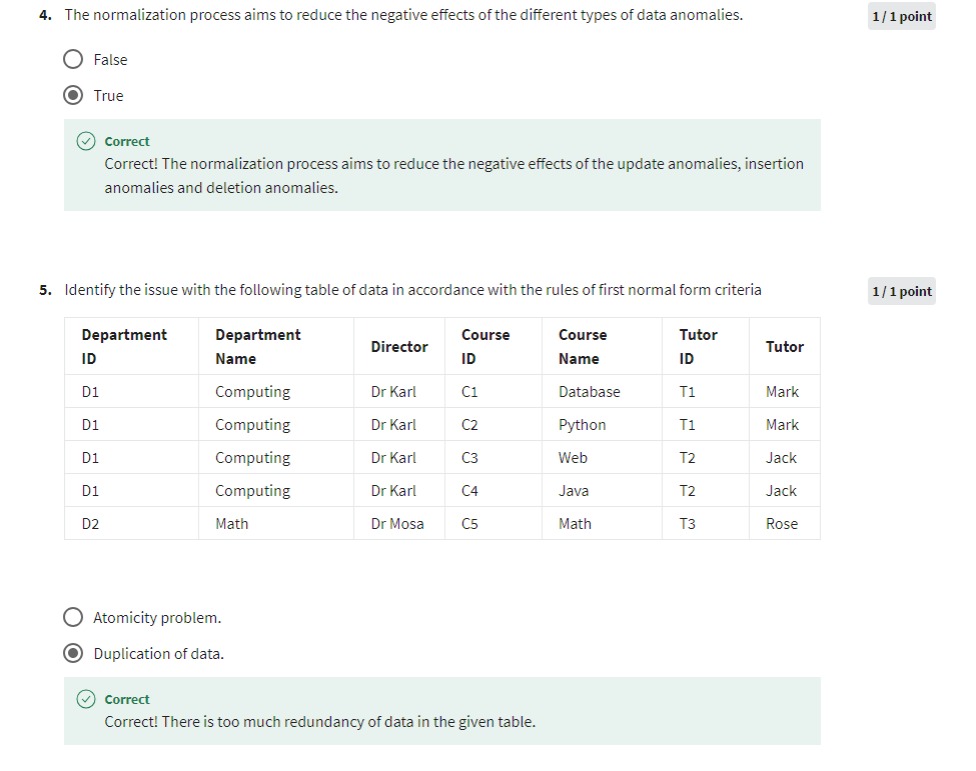 4. The normalization process aims to reduce the negative effects of the different types of data anomalies.
1 / 1 point
False
True
Correct
Correct! The normalization process aims to reduce the negative effects of the update anomalies, insertion
anomalies and deletion anomalies.
5. Identify the issue with the following table of data in accordance with the rules of first normal form criteria
1 / 1 point
Department ID Department Name Director Course ID Course Name Tutor ID Tutor
D1 Computing Dr Karl C1 Database T1 Mark
D1 Computing Dr Karl C2 Python T1 Mark
D1 Computing Dr Karl C3 Web T2 Jack
D1 Computing Dr Karl C4 Java T2 Jack
D2 Math Dr Mosa C5 Math T3 Rose
Atomicity problem.
Duplication of data.
Correct
Correct! There is too much redundancy of data in the given table.